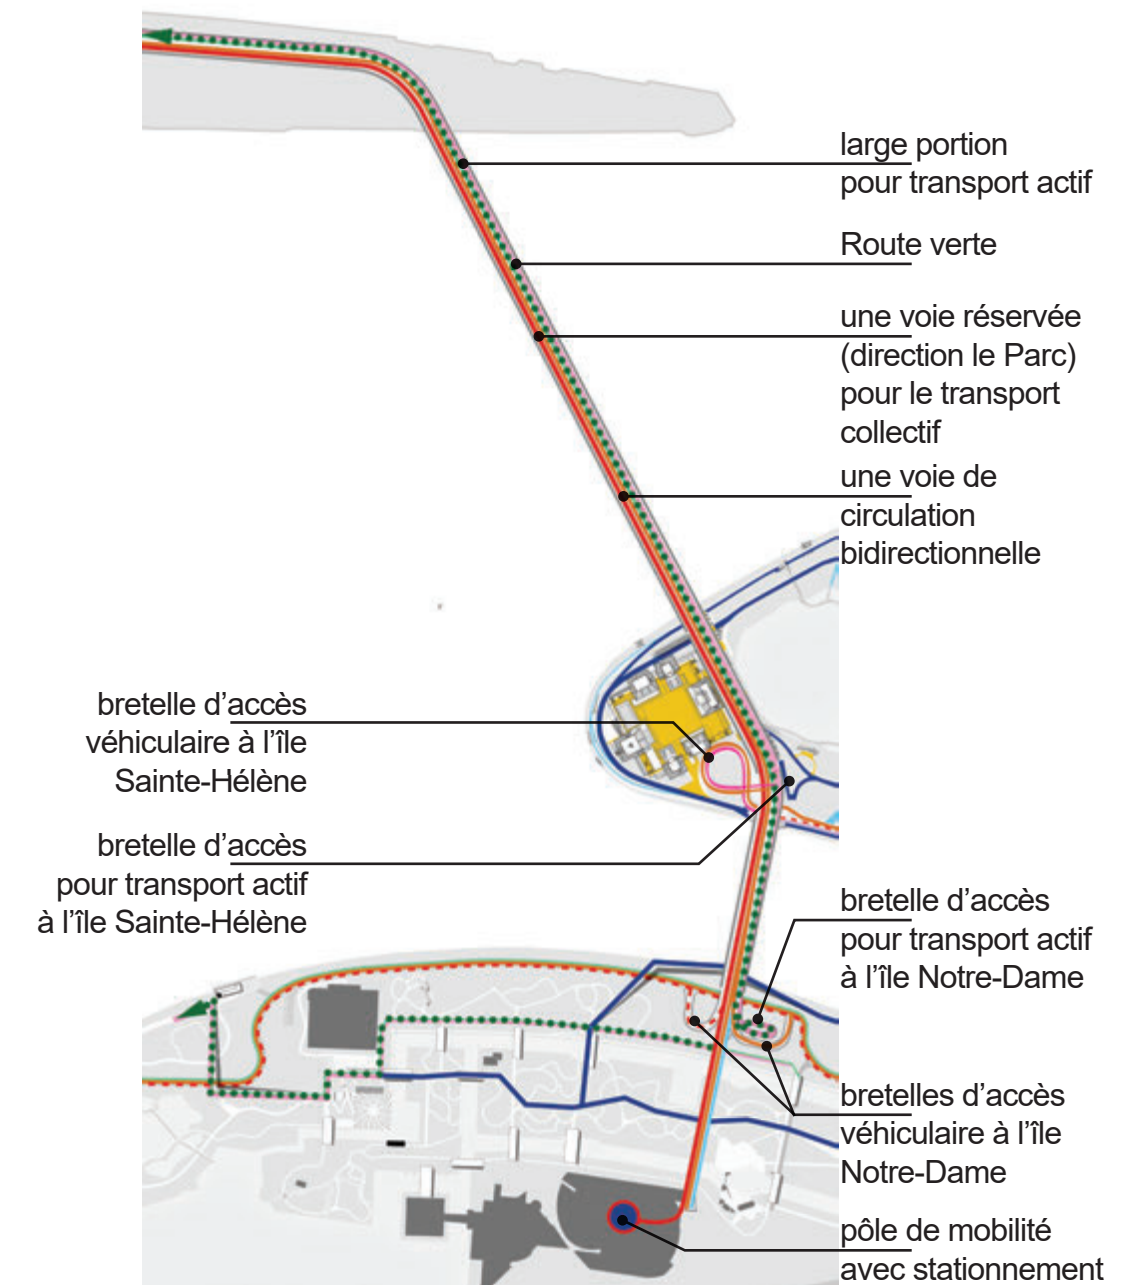 large portion
pour transport actif
Route verte
une voie réservée
(direction le Parc)
pour le transport
collectif
une voie de
circulation
bidirectionnelle
bretelle d’accès
véhiculaire à l’île
Sainte-Hélène
bretelle d’accès
pour transport actif
à l’île Sainte-Hélène
bretelle d’accès
pour transport actif
à l’île Notre-Dame
bretelles d’accès
véhiculaire à l’île
Notre-Dame
pôle de mobilité
avec stationnement